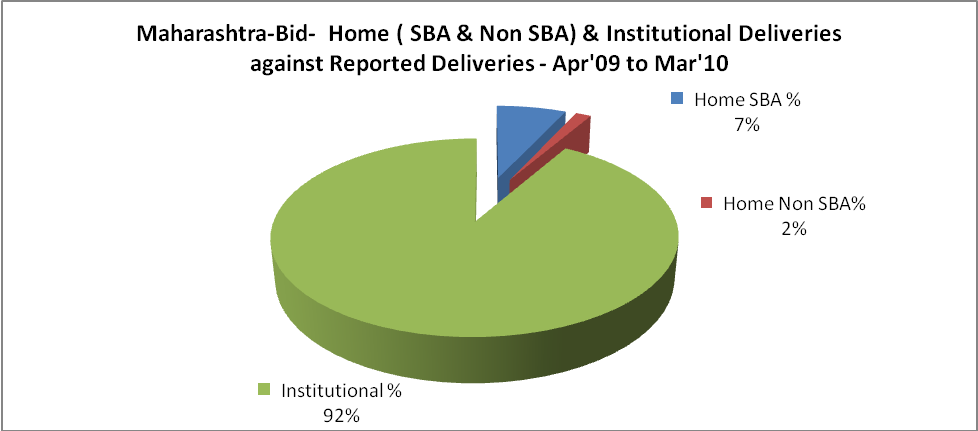 Maharashtra-Bid- Home ( SBA & Non SBA) & Institutional Deliveries
against Reported Deliveries - Apr'09 to Mar'10
Home SBA %
7%
Home Non SBA%
2%
Institutional %
92%